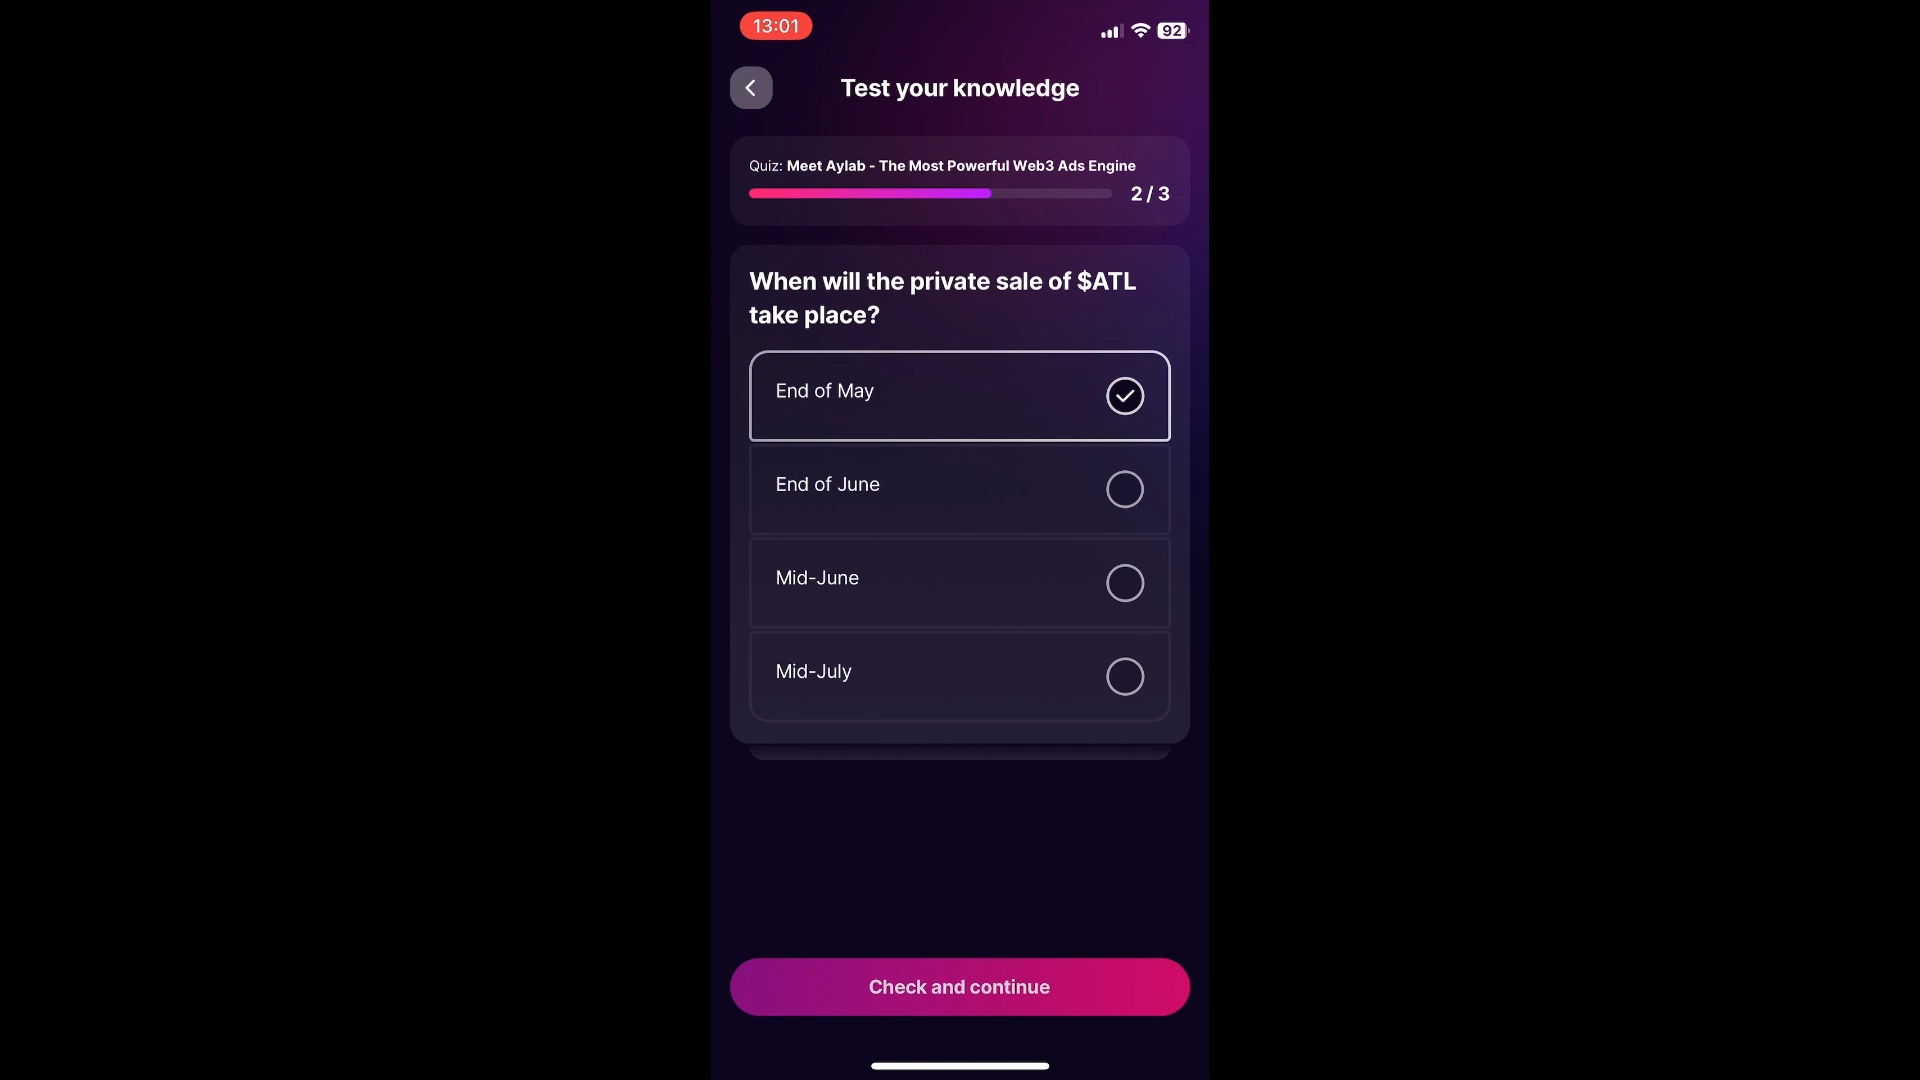 13:01
92
Test your knowledge
Quiz: Meet Aylab - The Most Powerful Web3 Ads Engine
2 / 3
When will the private sale of $ATL
take place?
End of May
End of June
Mid-June
Mid-July
Check and continue